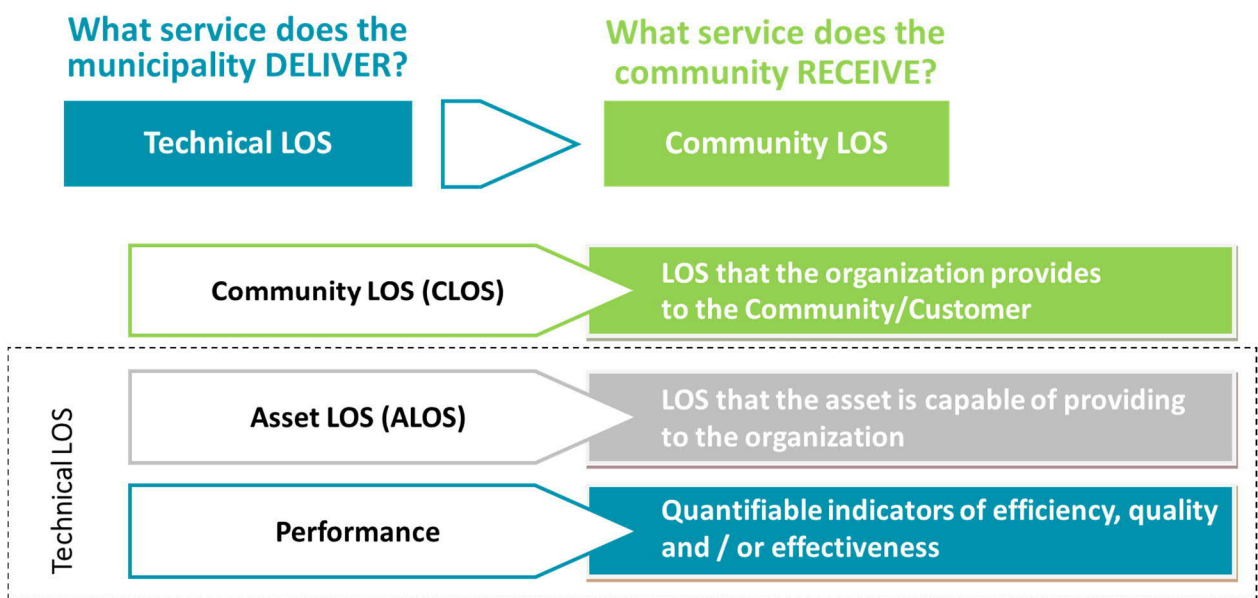 What service does the
municipality DELIVER?
What service does the
community RECEIVE?
Technical LOS
Community LOS
Community LOS (CLOS)
LOS that the organization provides
to the Community/Customer
Technical LOS
Asset LOS (ALOS)
LOS that the asset is capable of providing
to the organization
Performance
Quantifiable indicators of efficiency, quality
and / or effectiveness